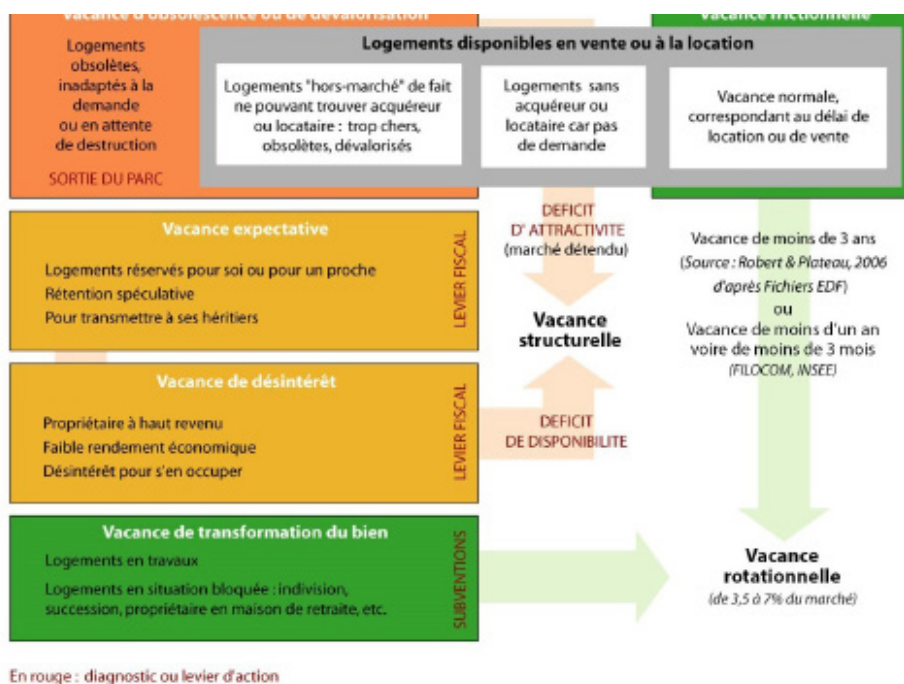 Vacance d'obsolescence ou de dévalorisation
Vacance frictionnelle
Logements
obsolètes,
inadaptés à la
demande
ou en attente
de destruction
SORTIE DU PARC
Logements disponibles en vente ou à la location
Logements "hors-marché" de fait
ne pouvant trouver acquéreur
ou locataire : trop chers,
obsolètes, dévalorisés
Logements sans
acquéreur ou
locataire car pas
de demande
Vacance normale,
correspondant au délai de
location ou de vente
Vacance expectative
Logements réservés pour soi ou pour un proche
Rétention spéculative
Pour transmettre à ses héritiers
LEVIER FISCAL
DEFICIT
D' ATTRACTIVITE
(marché détendu)
Vacance
structurelle
Vacance de moins de 3 ans
(Source : Robert & Plateau, 2006
d'après Fichiers EDF)
ou
Vacance de moins d'un an
voire de moins de 3 mois
(FILOCOM, INSEE)
Vacance de désintérêt
Propriétaire à haut revenu
Faible rendement économique
Désintérêt pour s'en occuper
LEVIER FISCAL
DEFICIT
DE DISPONIBILITE
Vacance de transformation du bien
Logements en travaux
Logements en situation bloquée : indivision,
succession, propriétaire en maison de retraite, etc.
SUBVENTIONS
Vacance
rotationnelle
(de 3,5 à 7% du marché)
En rouge : diagnostic ou levier d'action